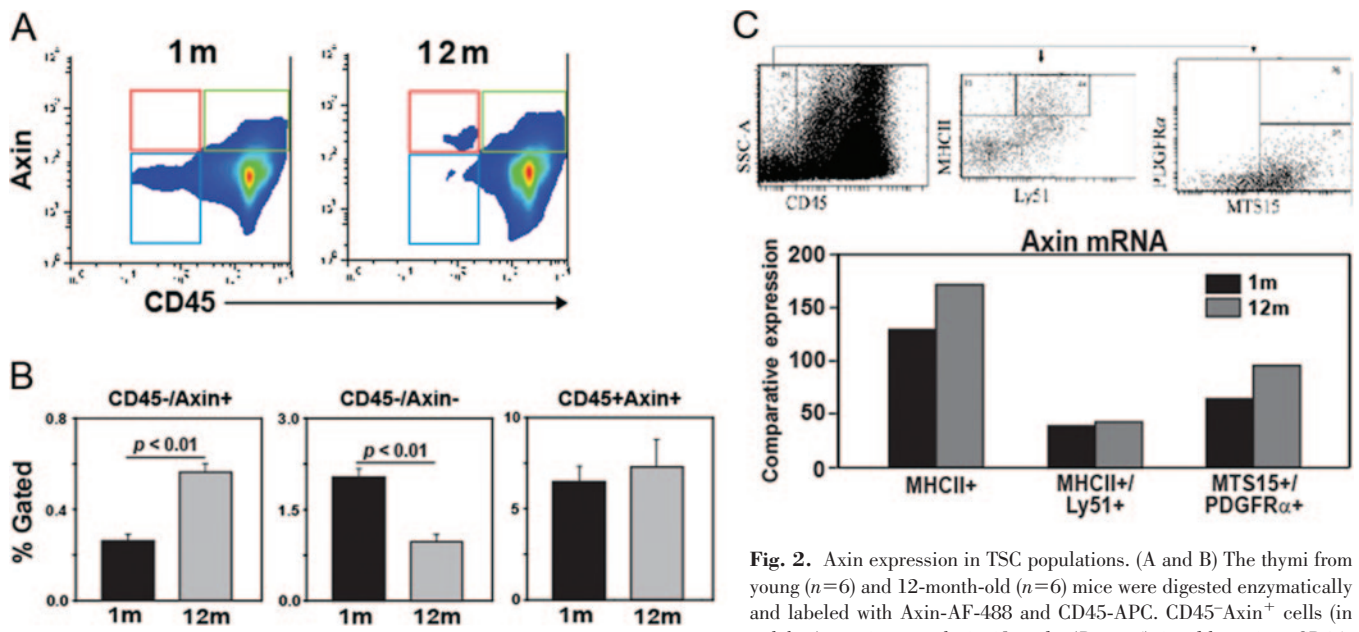 A
1m
12m
Axin
CD45
B
CD45-/Axin+
CD45-/Axin-
CD45+Axin+
% Gated
0.8
0.4
0.0
p < 0.01
1m
12m
3.0
1.5
0.0
p < 0.01
1m
12m
10
5
0
1m
12m
C
SSC-A
CD45
MHCII
Ly51
PDGFRα
MTS15
Axin mRNA
Comparative expression
200
150
100
50
0
1m
12m
MHCII+
MHCII+/
Ly51+
MTS15+/
PDGFRα+
Fig. 2. Axin expression in TSC populations. (A and B) The thymi from
young (n=6) and 12-month-old (n=6) mice were digested enzymatically
and labeled with Axin-AF-488 and CD45-APC. CD45⁻Axin⁺ cells (in